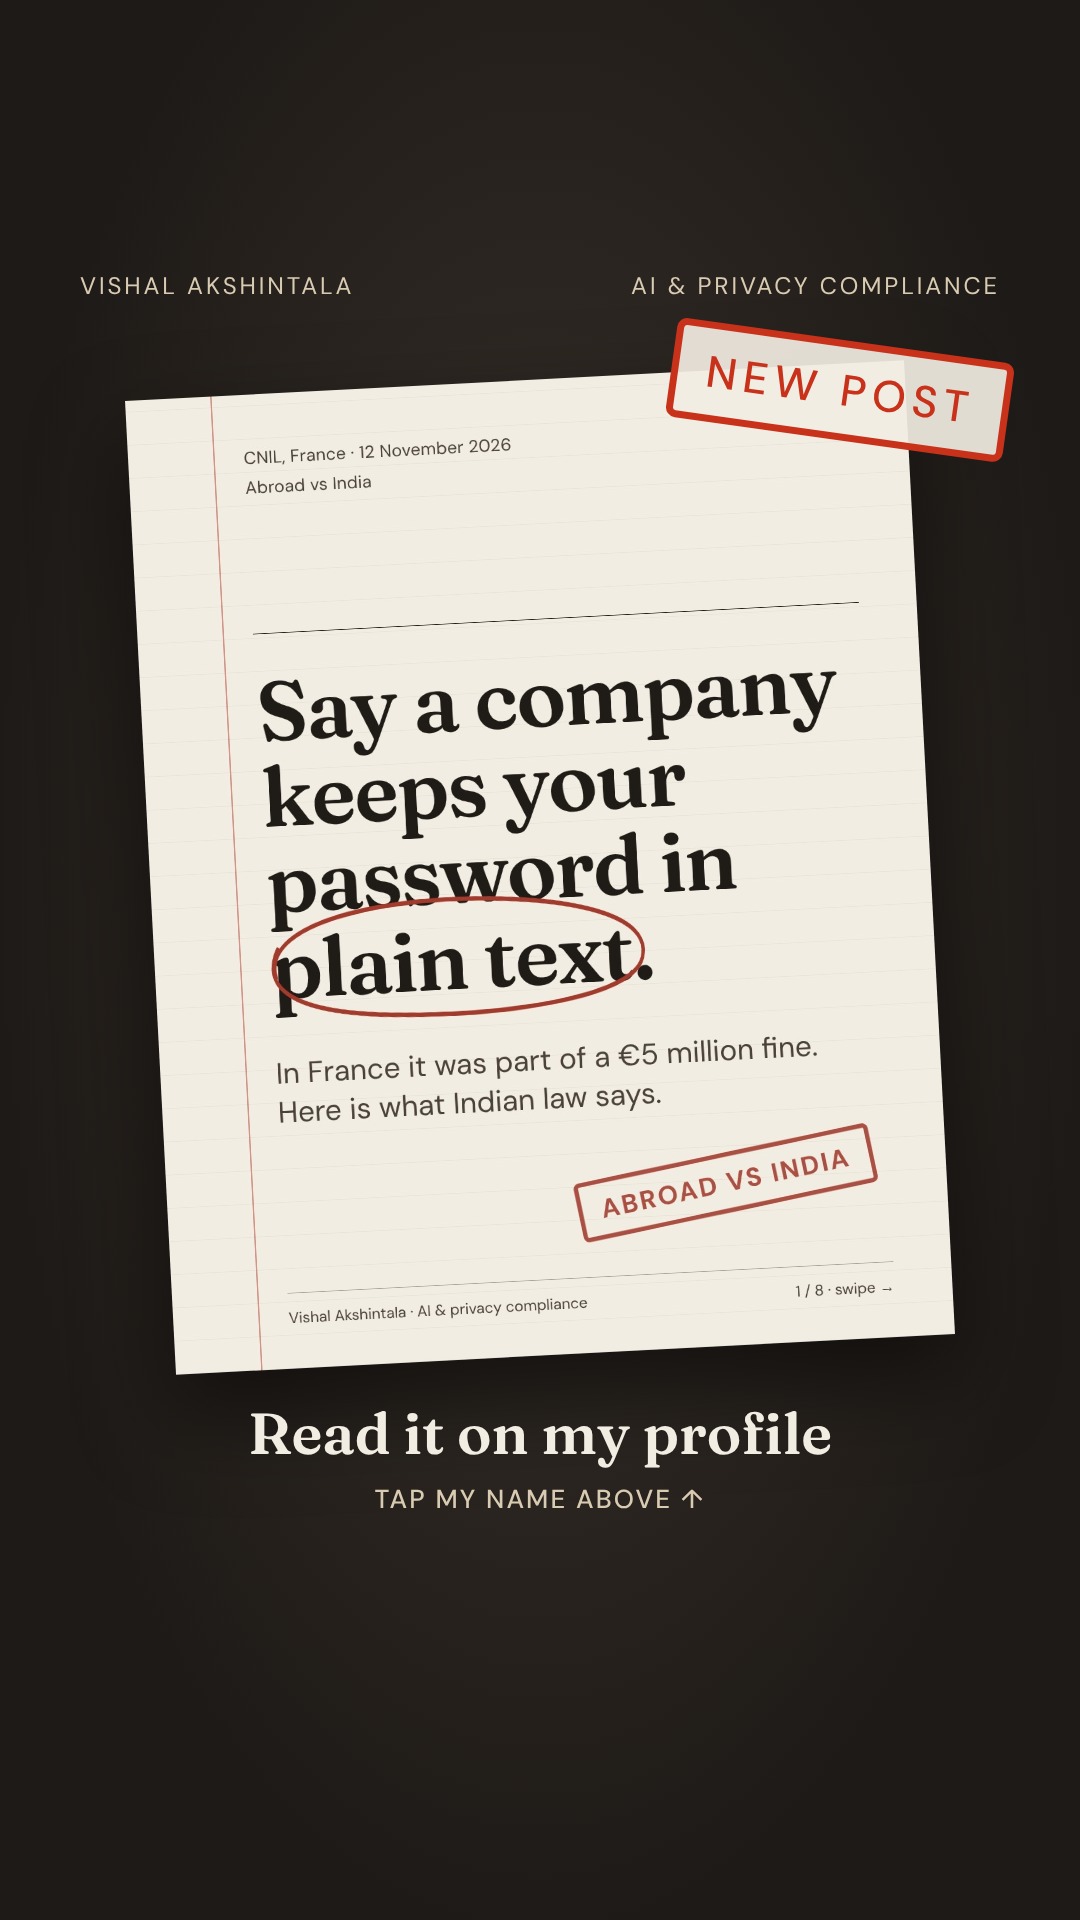 VISHAL AKSHINTALA
AI & PRIVACY COMPLIANCE
NEW POST
CNIL, France · 12 November 2026
Abroad vs India
Say a company
keeps your
password in
plain text.
In France it was part of a €5 million fine.
Here is what Indian law says.
ABROAD VS INDIA
Vishal Akshintala · AI & privacy compliance
1 / 8 · swipe →
Read it on my profile
TAP MY NAME ABOVE ↑